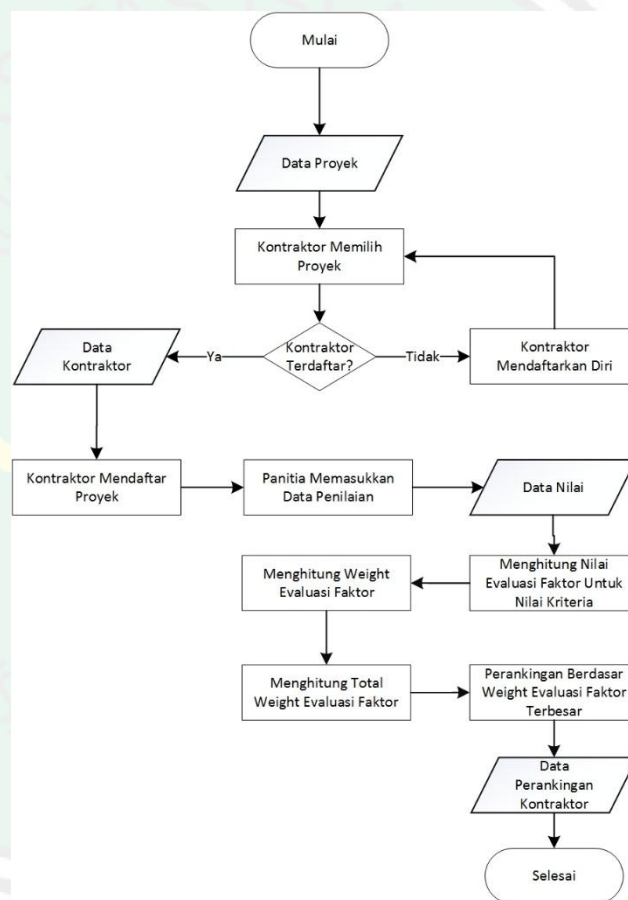 Mulai
Data Proyek
Kontraktor Memilih
Proyek
Kontraktor
Terdaftar?
Ya
Tidak
Data
Kontraktor
Kontraktor
Mendaftarkan Diri
Kontraktor Mendaftar
Proyek
Panitia Memasukkan
Data Penilaian
Data Nilai
Menghitung Nilai
Evaluasi Faktor Untuk
Nilai Kriteria
Menghitung Weight
Evaluasi Faktor
Menghitung Total
Weight Evaluasi Faktor
Perankingan Berdasar
Weight Evaluasi Faktor
Terbesar
Data
Perankingan
Kontraktor
Selesai